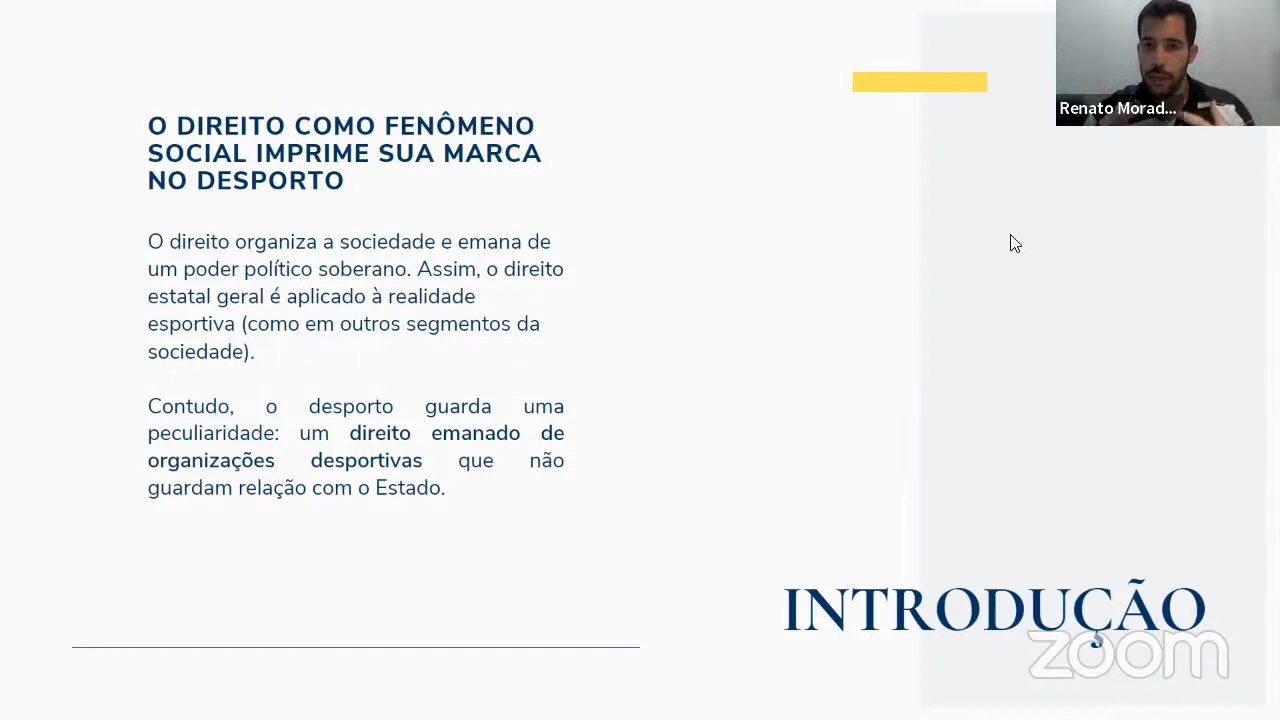 O DIREITO COMO FENÔMENO
SOCIAL IMPRIME SUA MARCA
NO DESPORTO
O direito organiza a sociedade e emana de
um poder político soberano. Assim, o direito
estatal geral é aplicado à realidade
esportiva (como em outros segmentos da
sociedade).
Contudo, o desporto guarda uma
peculiaridade: um direito emanado de
organizações desportivas que não
guardam relação com o Estado.
Renato Morad...
INTRODUÇÃO
zoom